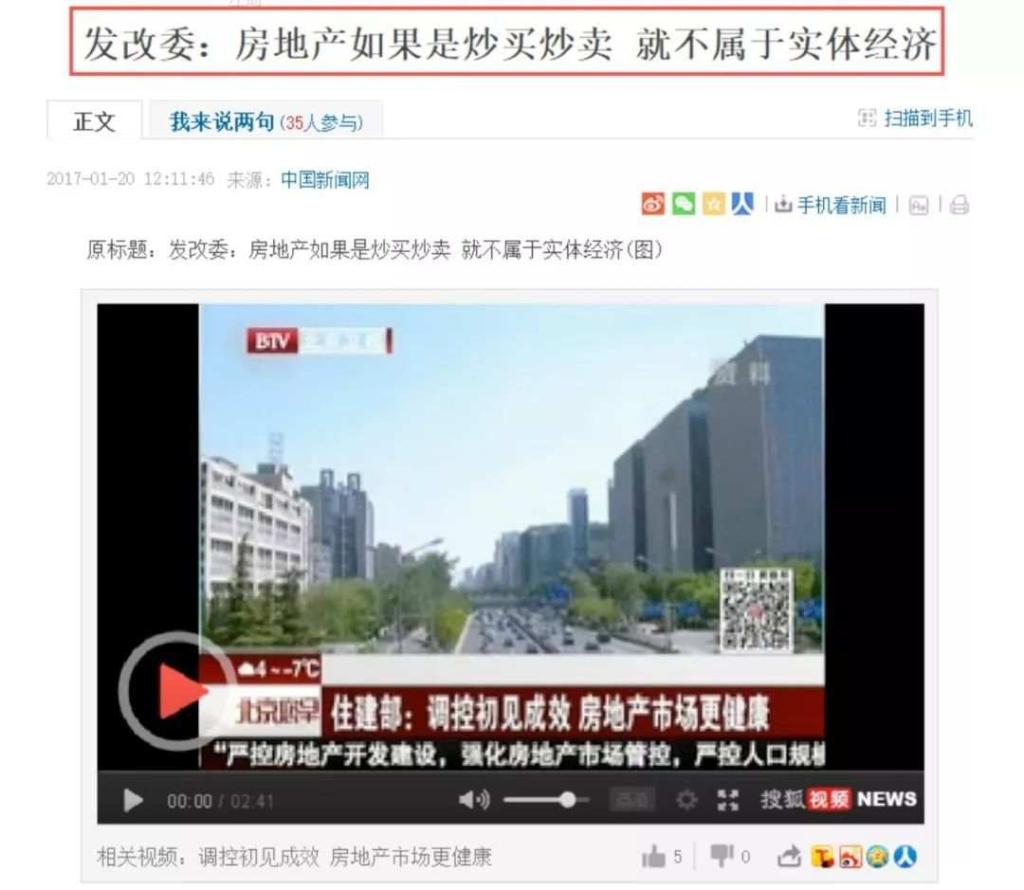 发改委：房地产如果是炒买炒卖 就不属于实体经济
正文
我来说两句(35人参与)
扫描到手机
2017-01-20 12:11:46 来源：中国新闻网
手机看新闻
原标题：发改委：房地产如果是炒买炒卖 就不属于实体经济(图)
BTV
资料
4~-7℃
北京您早
住建部：调控初见成效 房地产市场更健康
“严控房地产开发建设，强化房地产市场管控，严控人口规模
00:00 / 02:41
搜狐视频 NEWS
相关视频：调控初见成效 房地产市场更健康
5
0